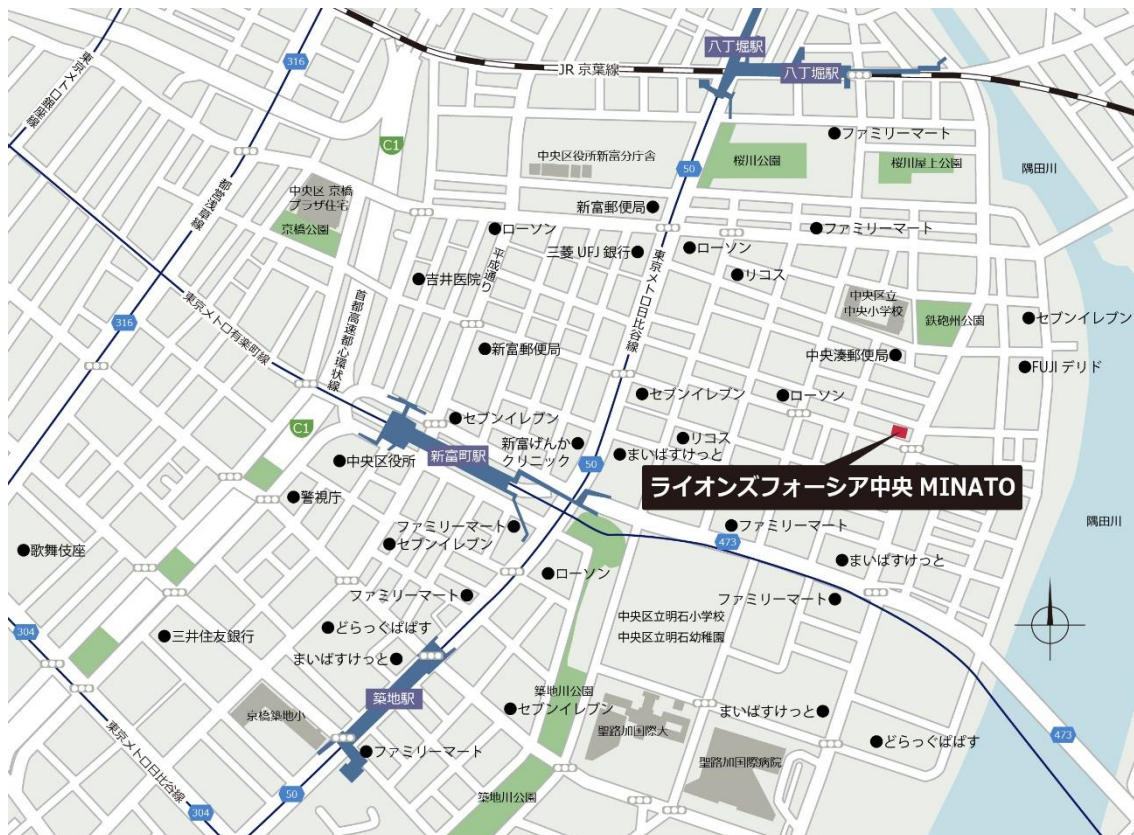 八丁堀駅
316
JR 京葉線
八丁堀駅
東京メトロ銀座線
C1
ファミリーマート
中央区役所新富分庁舎
桜川公園
桜川屋上公園
隅田川
50
中央区 京橋
プラザ住宅
都営浅草線
新富郵便局
京橋公園
ローソン
平成通り
三菱 UFJ 銀行
ローソン
ファミリーマート
吉井医院
リコス
東京メトロ日比谷線
中央区立
中央小学校
鉄砲州公園
セブンイレブン
316
東京メトロ有楽町線
首都高速都心環状線
新富郵便局
中央湊郵便局
FUJI デリド
セブンイレブン
ローソン
C1
セブンイレブン
新富げんか
クリニック
リコス
新富町駅
中央区役所
50
まいばすけっと
ライオンズフォーシア中央 MINATO
警視庁
ファミリーマート
セブンイレブン
ファミリーマート
473
隅田川
歌舞伎座
ローソン
まいばすけっと
ファミリーマート
ファミリーマート
中央区立明石小学校
中央区立明石幼稚園
304
三井住友銀行
どらっぐぱぱす
まいばすけっと
築地駅
築地川公園
セブンイレブン
まいばすけっと
京橋築地小
聖路加国際大
473
どらっぐぱぱす
東京メトロ日比谷線
ファミリーマート
聖路加国際病院
50
築地川公園
304